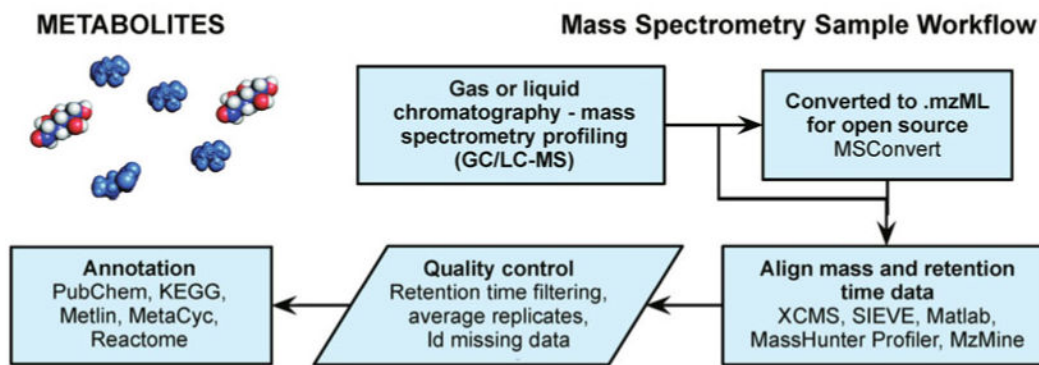 METABOLITES
Mass Spectrometry Sample Workflow
Gas or liquid
chromatography - mass
spectrometry profiling
(GC/LC-MS)
Converted to .mzML
for open source
MSConvert
Align mass and retention
time data
XCMS, SIEVE, Matlab,
MassHunter Profiler, MzMine
Quality control
Retention time filtering,
average replicates,
Id missing data
Annotation
PubChem, KEGG,
Metlin, MetaCyc,
Reactome